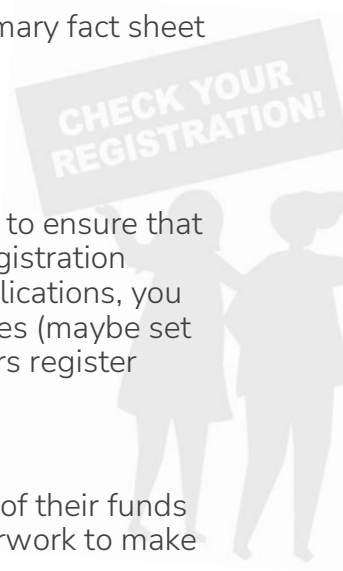 mary fact sheet
CHECK YOUR
REGISTRATION!
to ensure that
gistration
lications, you
es (maybe set
rs register
of their funds
rwork to make